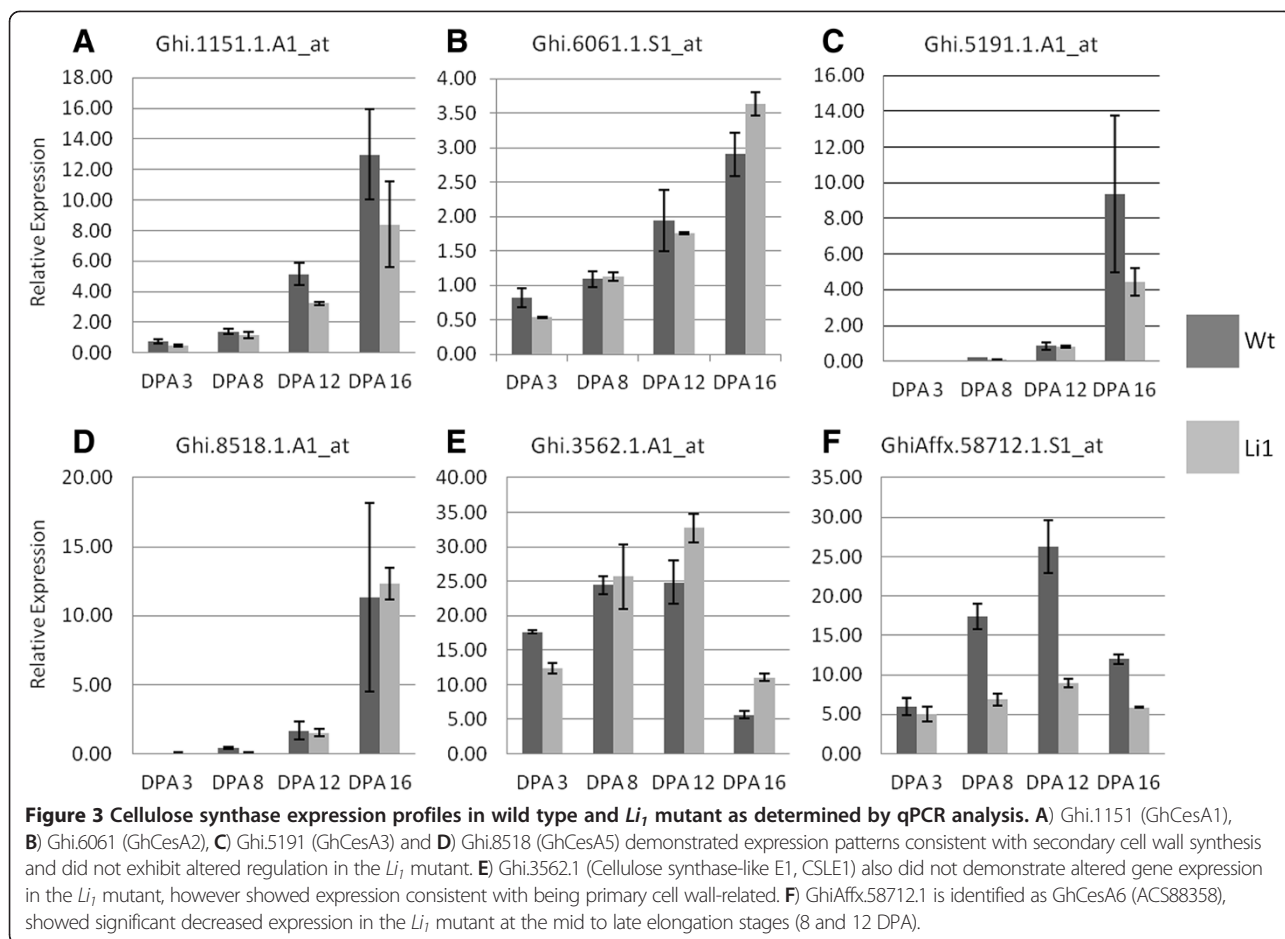 A
Ghi.1151.1.A1_at
Relative Expression
18.00
16.00
14.00
12.00
10.00
8.00
6.00
4.00
2.00
0.00
DPA 3 DPA 8 DPA 12 DPA 16
B
Ghi.6061.1.S1_at
4.00
3.50
3.00
2.50
2.00
1.50
1.00
0.50
0.00
DPA 3 DPA 8 DPA 12 DPA 16
C
Ghi.5191.1.A1_at
16.00
14.00
12.00
10.00
8.00
6.00
4.00
2.00
0.00
DPA 3 DPA 8 DPA 12 DPA 16
Wt
Li1
D
Ghi.8518.1.A1_at
Relative Expression
20.00
15.00
10.00
5.00
0.00
DPA 3 DPA 8 DPA 12 DPA 16
E
Ghi.3562.1.A1_at
40.00
35.00
30.00
25.00
20.00
15.00
10.00
5.00
0.00
DPA 3 DPA 8 DPA 12 DPA 16
F
GhiAffx.58712.1.S1_at
35.00
30.00
25.00
20.00
15.00
10.00
5.00
0.00
DPA 3 DPA 8 DPA 12 DPA 16
Figure 3 Cellulose synthase expression profiles in wild type and Li₁ mutant as determined by qPCR analysis. A) Ghi.1151 (GhCesA1),
B) Ghi.6061 (GhCesA2), C) Ghi.5191 (GhCesA3) and D) Ghi.8518 (GhCesA5) demonstrated expression patterns consistent with secondary cell wall synthesis
and did not exhibit altered regulation in the Li₁ mutant. E) Ghi.3562.1 (Cellulose synthase-like E1, CSLE1) also did not demonstrate altered gene expression
in the Li₁ mutant, however showed expression consistent with being primary cell wall-related. F) GhiAffx.58712.1 is identified as GhCesA6 (ACS88358),
showed significant decreased expression in the Li₁ mutant at the mid to late elongation stages (8 and 12 DPA).